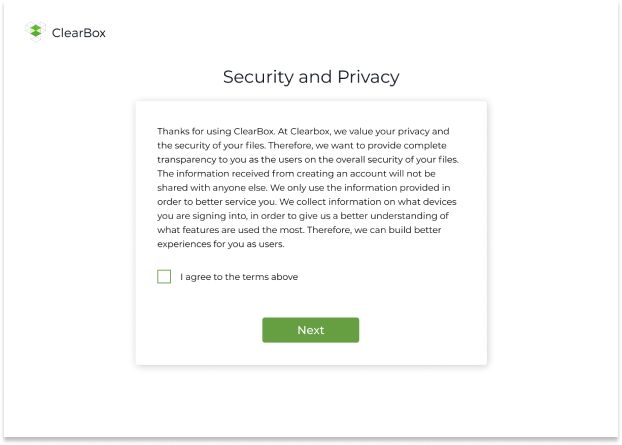 ClearBox
Security and Privacy
Thanks for using ClearBox. At Clearbox, we value your privacy and
the security of your files. Therefore, we want to provide complete
transparency to you as the users on the overall security of your files.
The information received from creating an account will not be
shared with anyone else. We only use the information provided in
order to better service you. We collect information on what devices
you are signing into, in order to give us a better understanding of
what features are used the most. Therefore, we can build better
experiences for you as users.
I agree to the terms above
Next